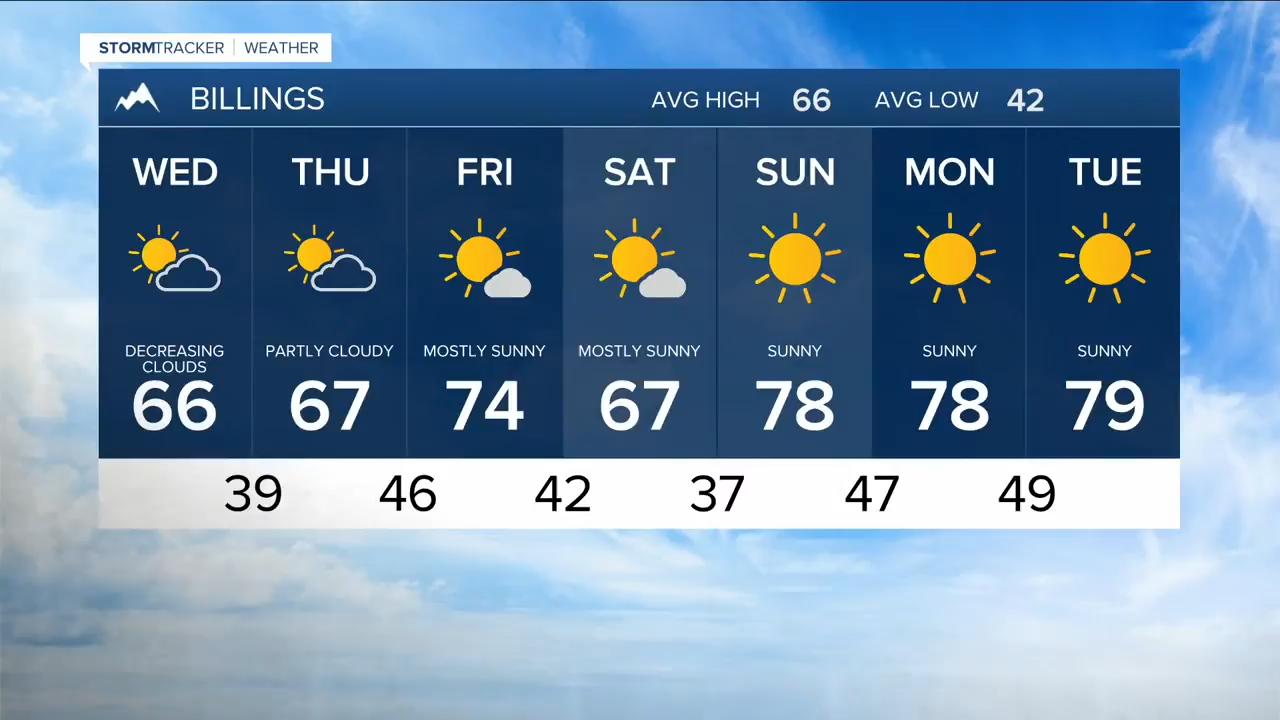 STORMTRACKER | WEATHER
BILLINGS AVG HIGH 66 AVG LOW 42
WED THU FRI SAT SUN MON TUE
DECREASING CLOUDS PARTLY CLOUDY MOSTLY SUNNY MOSTLY SUNNY SUNNY SUNNY SUNNY
66 67 74 67 78 78 79
39 46 42 37 47 49